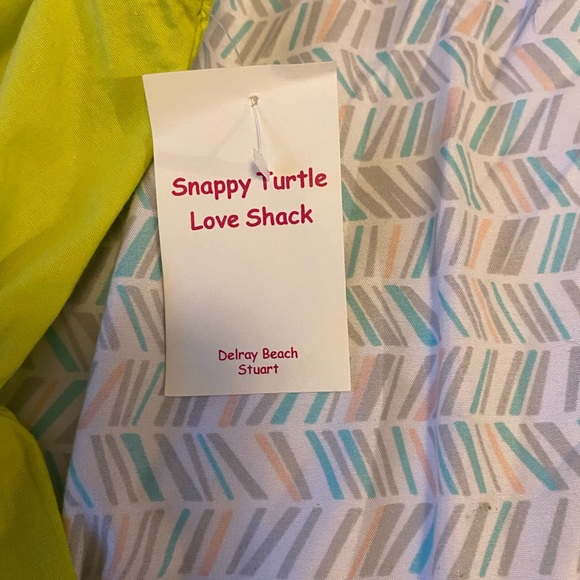 Snappy Turtle
Love Shack
Delray Beach
Stuart